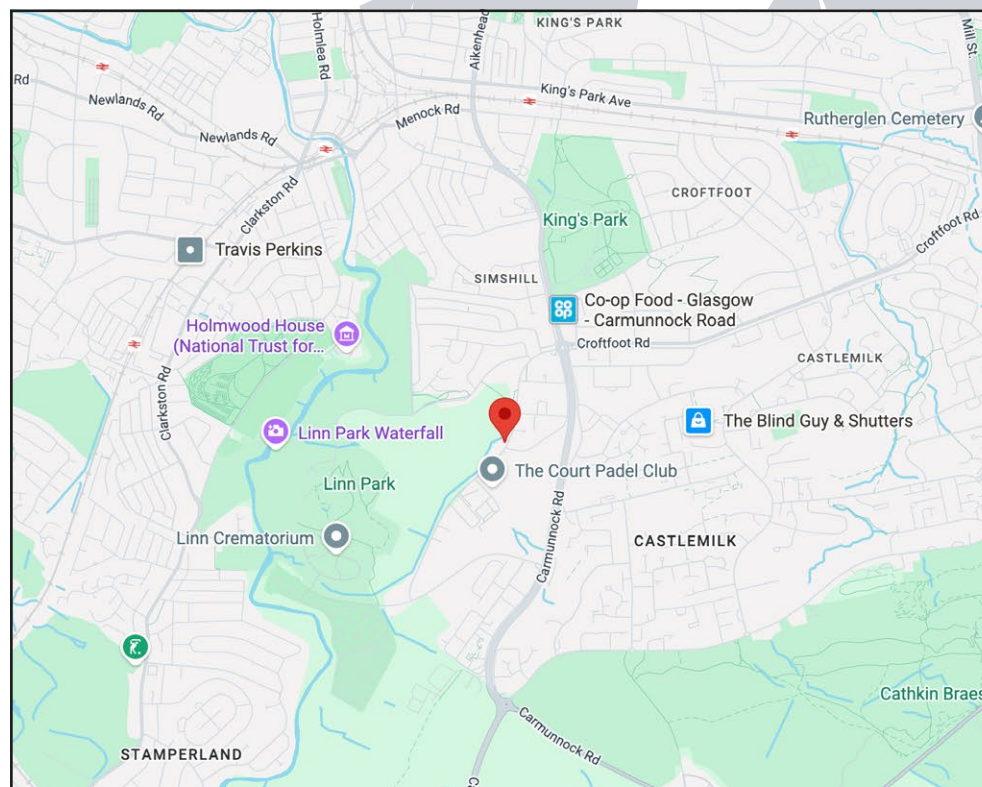 KING'S PARK
Holmlea Rd
Aikenhead
Mill St.
Rd
Newlands Rd
King's Park Ave
Menock Rd
Rutherglen Cemetery
Newlands Rd
Clarkston Rd
CROFTFOOT
King's Park
Croftfoot Rd
Travis Perkins
SIMSHILL
Co-op Food - Glasgow
- Carmunnock Road
Holmwood House
(National Trust for...
Croftfoot Rd
CASTLEMILK
Clarkston Rd
The Blind Guy & Shutters
Linn Park Waterfall
The Court Padel Club
Linn Park
Linn Crematorium
Carmunnock Rd
CASTLEMILK
Cathkin Braes
Carmunnock Rd
STAMPERLAND